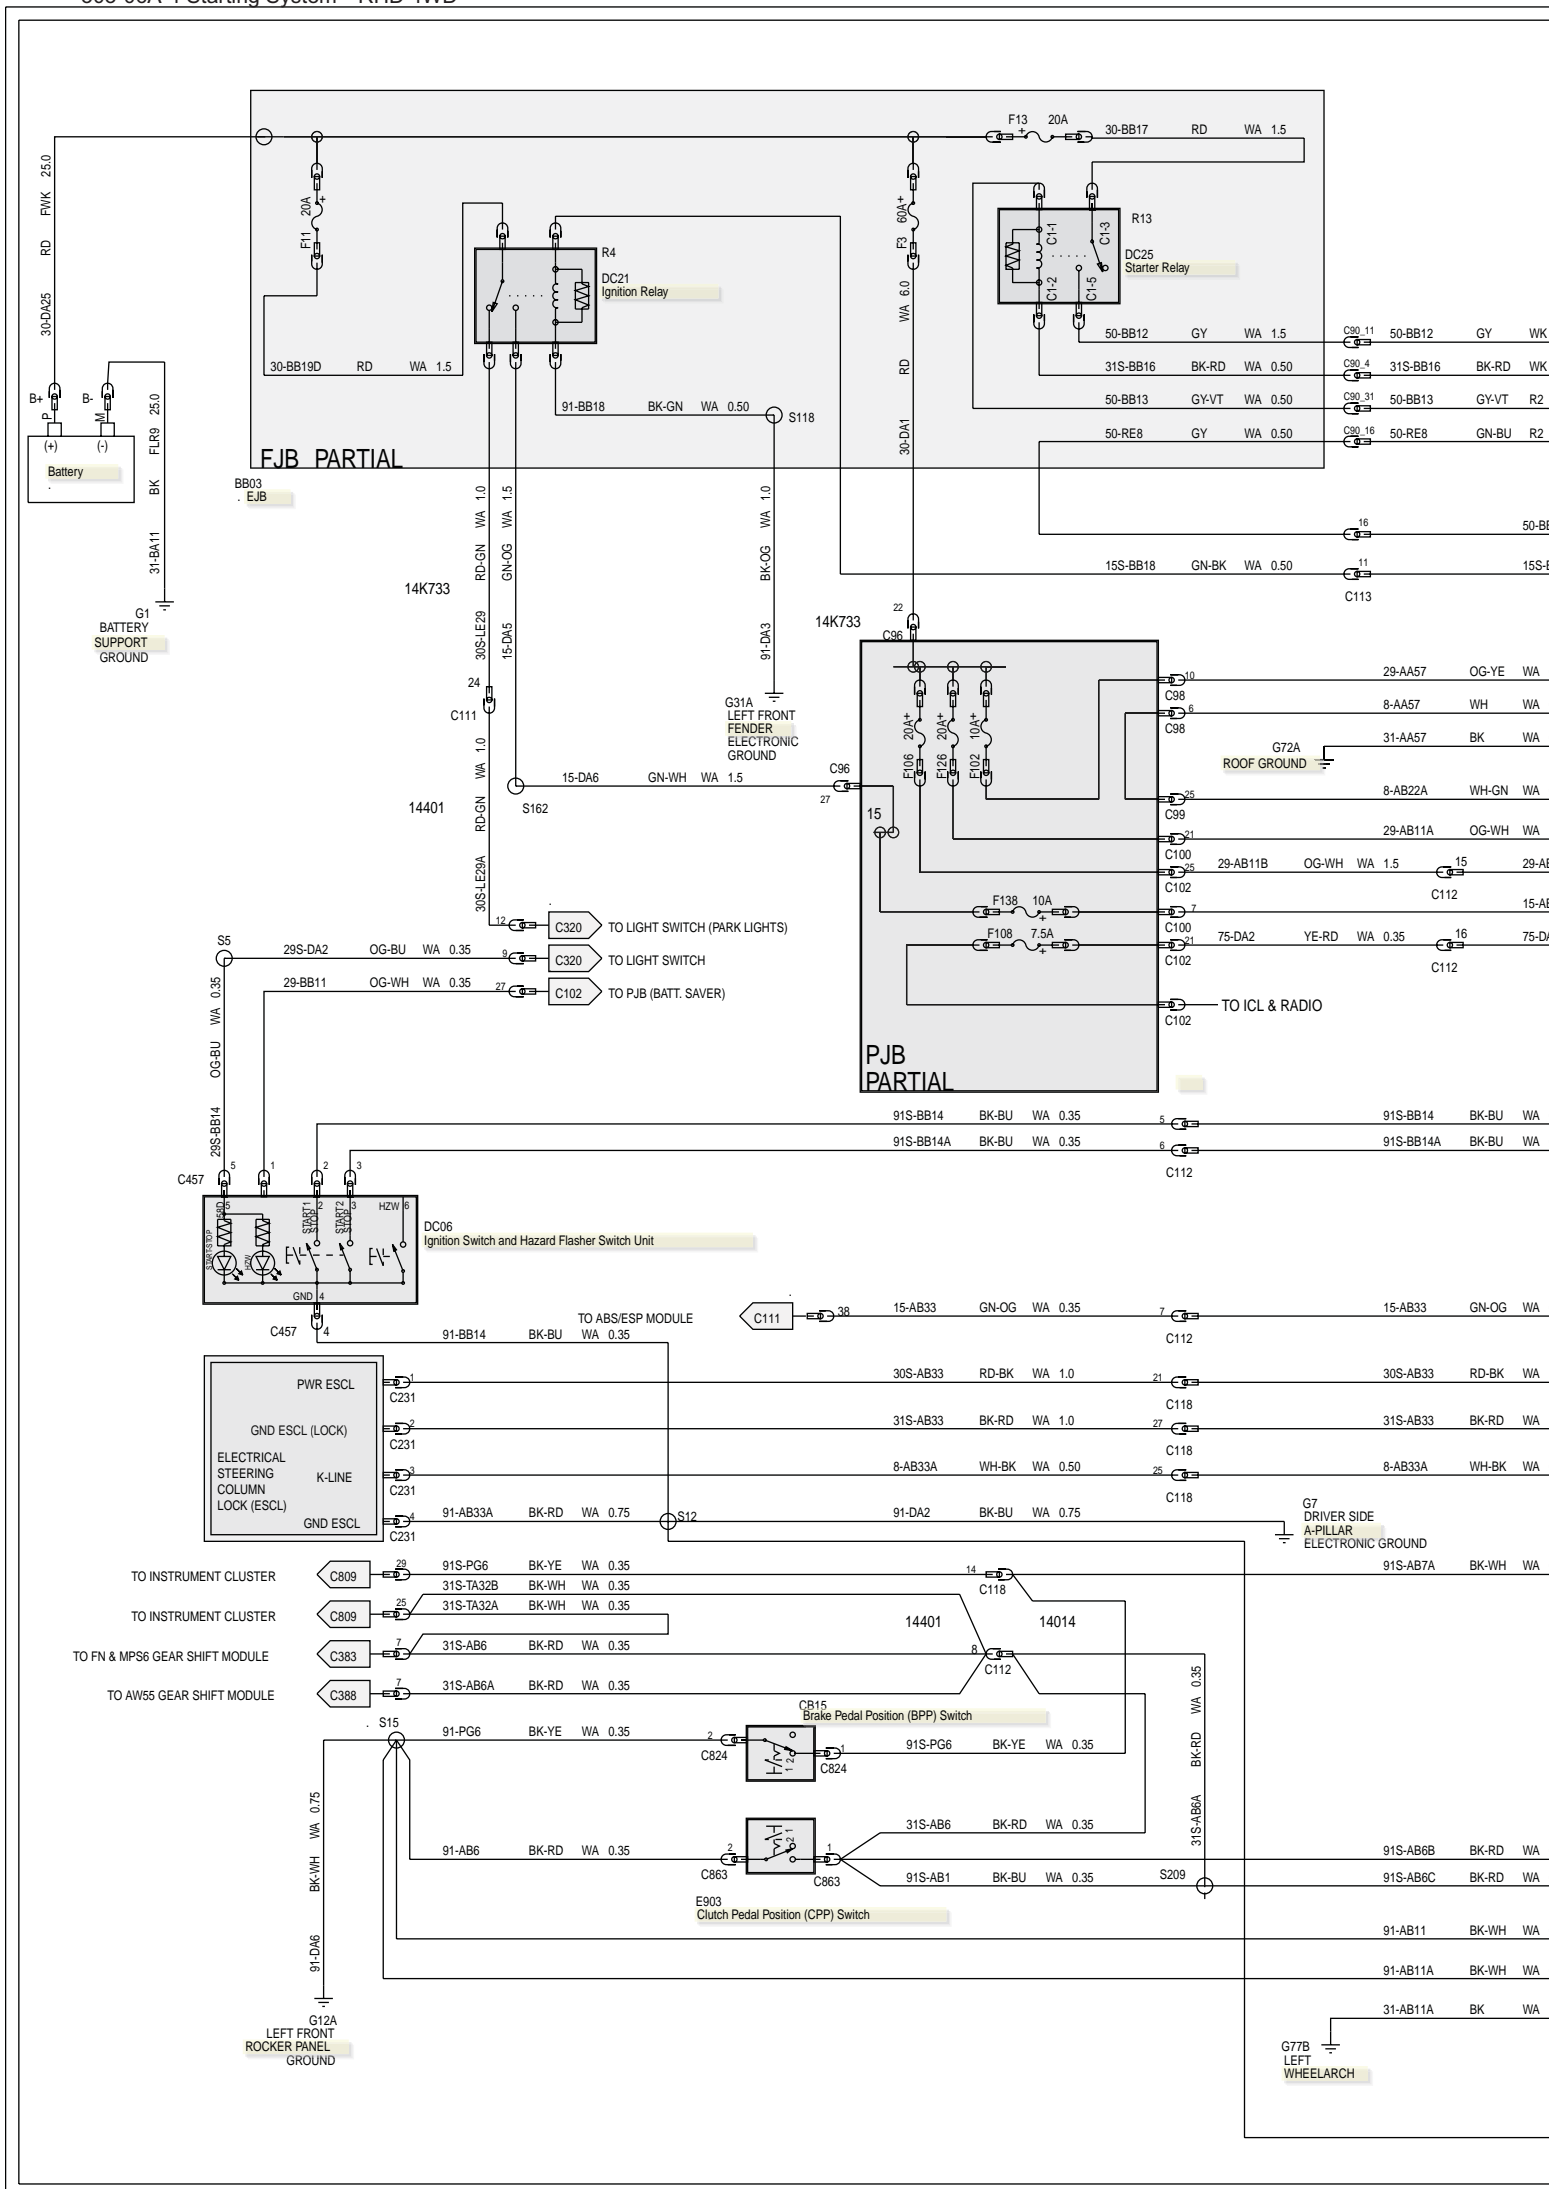 F13 20A
30-BB17 RD WA 1.5
30-DA25 RD FWK 25.0
F11 20A +
F3 60A+
R4
DC21
Ignition Relay
R13
DC25
Starter Relay
C1-1
C1-3
C1-2
C1-5
30-BB19D RD WA 1.5
50-BB12 GY WA 1.5
C90_11
50-BB12 GY WK
31S-BB16 BK-RD WA 0.50
C90_4
31S-BB16 BK-RD WK
50-BB13 GY-VT WA 0.50
C90_31
50-BB13 GY-VT R2
50-RE8 GY WA 0.50
C90_16
50-RE8 GN-BU R2
91-BB18 BK-GN WA 0.50
S118
30-DA1 RD WA 6.0
B+
B-
P
M
(+)
(-)
Battery
31-BA11 BK FLR9 25.0
FJB PARTIAL
BB03
. EJB
16
15S-BB18 GN-BK WA 0.50
11
C113
G1
BATTERY
SUPPORT
GROUND
14K733
30S-LE29 RD-GN WA 1.0
15-DA5 GN-OG WA 1.5
91-DA3 BK-OG WA 1.0
14K733
22
C96
24
C111
G31A
LEFT FRONT
FENDER
ELECTRONIC
GROUND
F106 20A+
F126 20A+
F102 10A+
10
C98
29-AA57 OG-YE WA
6
C98
8-AA57 WH WA
31-AA57 BK WA
G72A
ROOF GROUND
15-DA6 GN-WH WA 1.5
C96
27
S162
15
14401
30S-LE29A RD-GN WA 1.0
25
C99
8-AB22A WH-GN WA
21
C100
29-AB11A OG-WH WA
25
C102
29-AB11B OG-WH WA 1.5
15
C112
F138 10A
+
7
C100
F108 7.5A
+
21
C102
75-DA2 YE-RD WA 0.35
16
C112
C102
TO ICL & RADIO
PJB
PARTIAL
12
C320
TO LIGHT SWITCH (PARK LIGHTS)
S5
29S-DA2 OG-BU WA 0.35
9
C320
TO LIGHT SWITCH
29-BB11 OG-WH WA 0.35
27
C102
TO PJB (BATT. SAVER)
29S-BB14 OG-BU WA 0.35
91S-BB14 BK-BU WA 0.35
5
91S-BB14 BK-BU WA
91S-BB14A BK-BU WA 0.35
6
C112
91S-BB14A BK-BU WA
C457
5
1
2
3
58D 5
START1 STOP 2
START2 STOP 3
HZW 6
START-STOP
HZW
GND 4
DC06
Ignition Switch and Hazard Flasher Switch Unit
C457
4
91-BB14 BK-BU WA 0.35
TO ABS/ESP MODULE
C111
38
15-AB33 GN-OG WA 0.35
7
C112
15-AB33 GN-OG WA
PWR ESCL
1
C231
30S-AB33 RD-BK WA 1.0
21
C118
30S-AB33 RD-BK WA
GND ESCL (LOCK)
2
C231
31S-AB33 BK-RD WA 1.0
27
C118
31S-AB33 BK-RD WA
ELECTRICAL
STEERING
COLUMN
LOCK (ESCL)
K-LINE
3
C231
8-AB33A WH-BK WA 0.50
25
C118
8-AB33A WH-BK WA
GND ESCL
4
C231
91-AB33A BK-RD WA 0.75
S12
91-DA2 BK-BU WA 0.75
G7
DRIVER SIDE
A-PILLAR
ELECTRONIC GROUND
TO INSTRUMENT CLUSTER
C809
29
91S-PG6 BK-YE WA 0.35
14
C118
91S-AB7A BK-WH WA
31S-TA32B BK-WH WA 0.35
TO INSTRUMENT CLUSTER
C809
25
31S-TA32A BK-WH WA 0.35
14401
14014
TO FN & MPS6 GEAR SHIFT MODULE
C383
7
31S-AB6 BK-RD WA 0.35
8
C112
TO AW55 GEAR SHIFT MODULE
C388
7
31S-AB6A BK-RD WA 0.35
31S-AB6A BK-RD WA 0.35
CB15
Brake Pedal Position (BPP) Switch
. S15
91-PG6 BK-YE WA 0.35
2
C824
1 2
1
C824
91S-PG6 BK-YE WA 0.35
91-DA6 BK-WH WA 0.75
91-AB6 BK-RD WA 0.35
2
C863
2 1
1
C863
31S-AB6 BK-RD WA 0.35
91S-AB6B BK-RD WA
91S-AB1 BK-BU WA 0.35
S209
91S-AB6C BK-RD WA
E903
Clutch Pedal Position (CPP) Switch
91-AB11 BK-WH WA
91-AB11A BK-WH WA
31-AB11A BK WA
G12A
LEFT FRONT
ROCKER PANEL
GROUND
G77B
LEFT
WHEELARCH